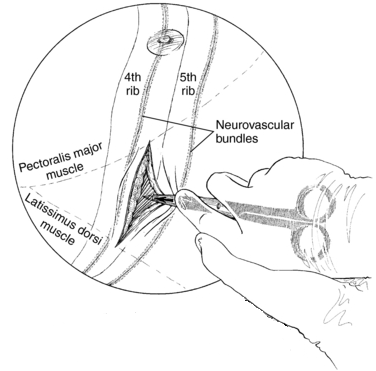 4th
rib
5th
rib
Neurovascular
bundles
Pectoralis major
muscle
Latissimus dorsi
muscle